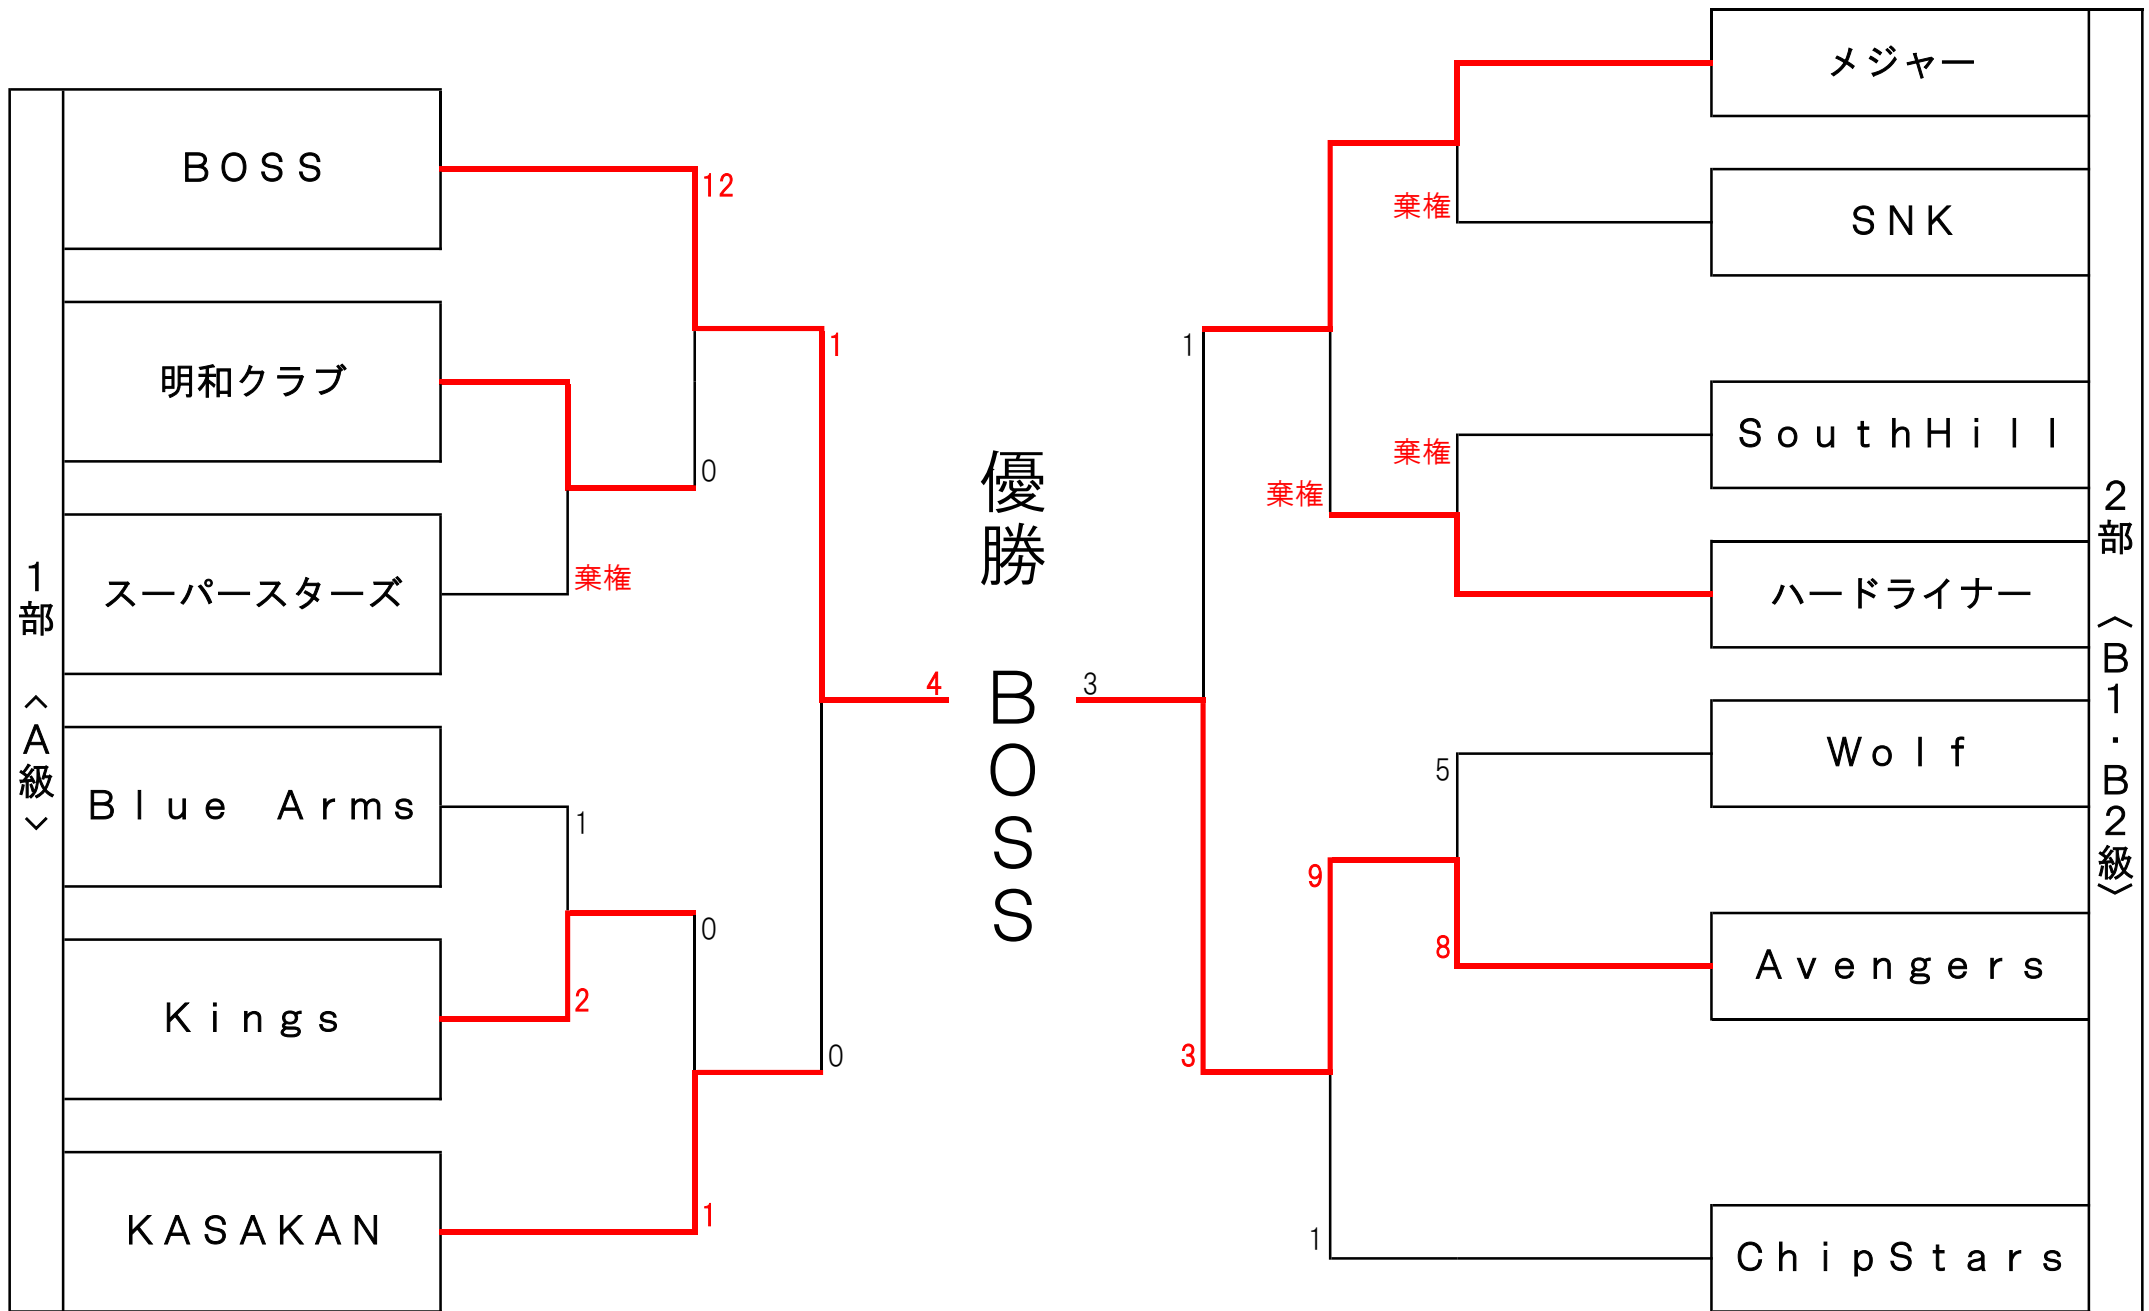 1部 〈A級〉
BOSS
12
明和クラブ
0
スーパースターズ
棄権
1
Blue Arms
1
Kings
2
0
KASAKAN
1
0
4
優勝 BOSS
3
2部 〈B1・B2級〉
メジャー
SNK
棄権
1
SouthHill
棄権
棄権
ハードライナー
Wolf
5
9
Avengers
8
3
ChipStars
1